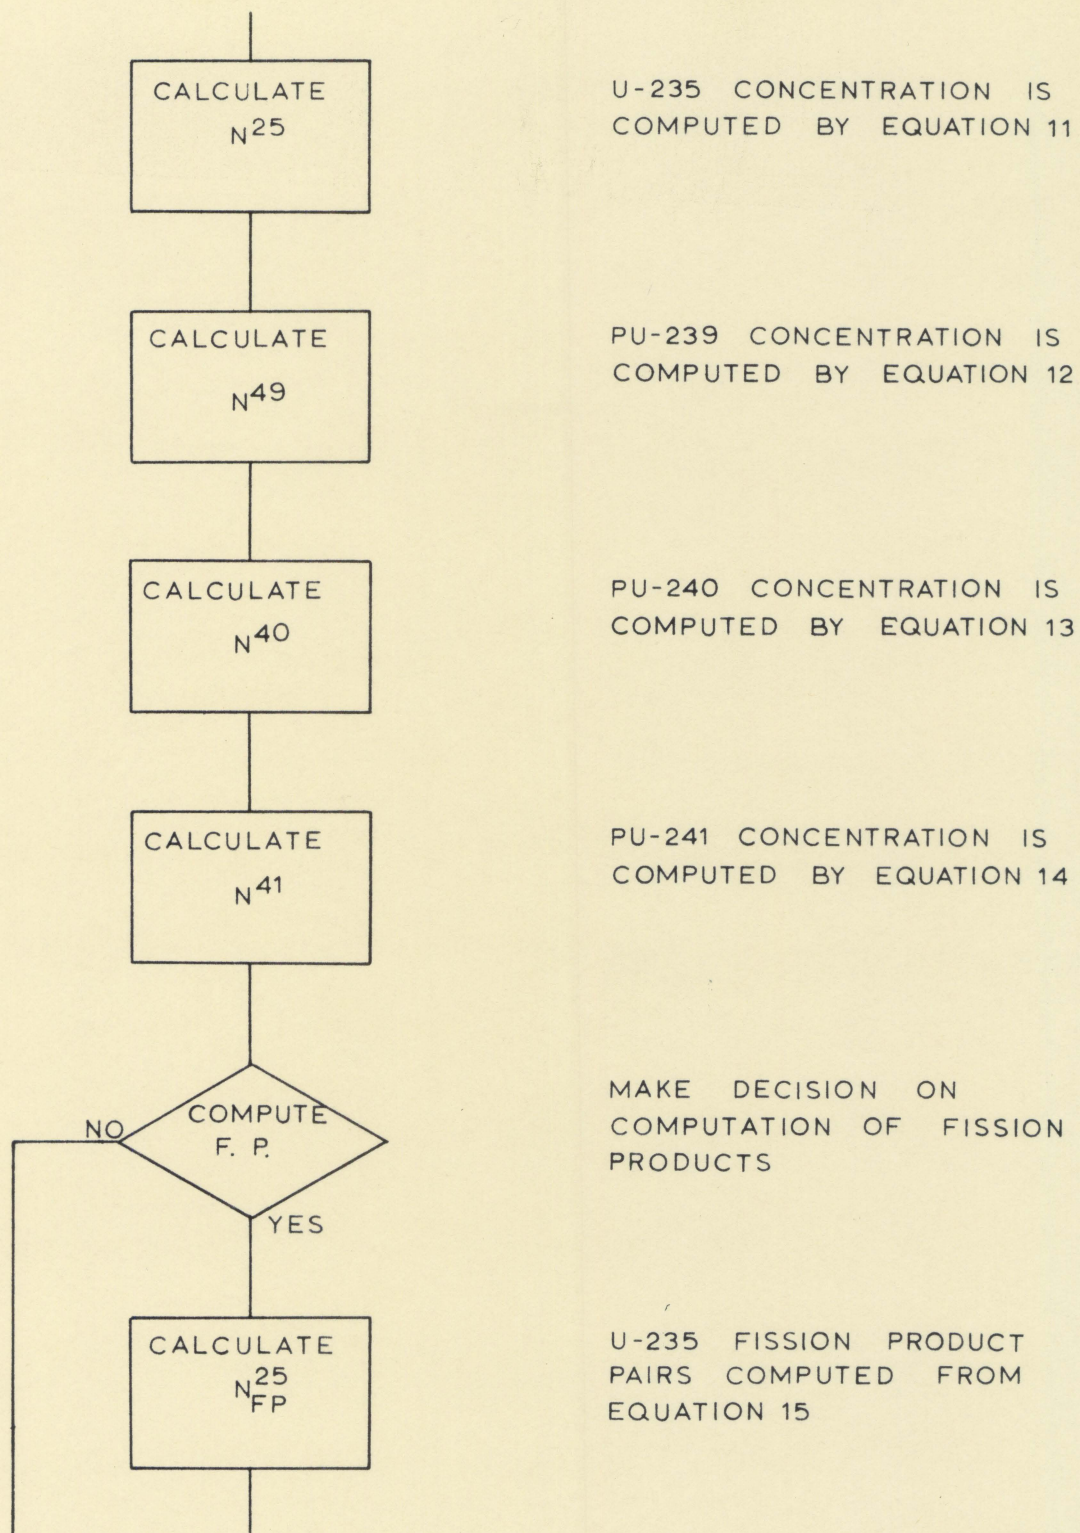 CALCULATE
N25
U-235 CONCENTRATION IS
COMPUTED BY EQUATION 11
CALCULATE
N49
PU-239 CONCENTRATION IS
COMPUTED BY EQUATION 12
CALCULATE
N40
PU-240 CONCENTRATION IS
COMPUTED BY EQUATION 13
CALCULATE
N41
PU-241 CONCENTRATION IS
COMPUTED BY EQUATION 14
NO
COMPUTE
F. P.
YES
MAKE DECISION ON
COMPUTATION OF FISSION
PRODUCTS
CALCULATE
N25
FP
U-235 FISSION PRODUCT
PAIRS COMPUTED FROM
EQUATION 15